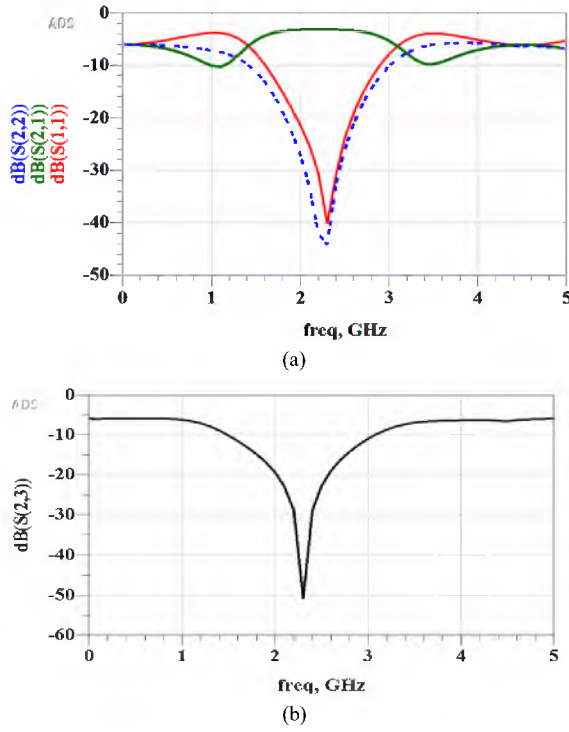 ADS
0
-10
-20
-30
-40
-50
dB(S(2,2))
dB(S(2,1))
dB(S(1,1))
0 1 2 3 4 5
freq, GHz
(a)
ADS
0
-10
-20
-30
-40
-50
-60
dB(S(2,3))
0 1 2 3 4 5
freq, GHz
(b)